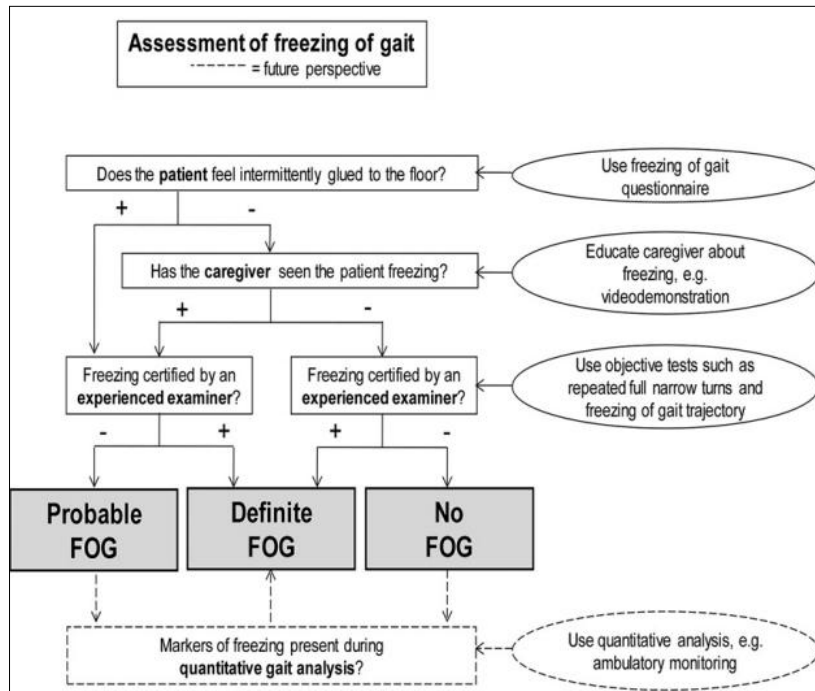 Assessment of freezing of gait
------- = future perspective
Does the patient feel intermittently glued to the floor?
Use freezing of gait
questionnaire
+
-
Has the caregiver seen the patient freezing?
Educate caregiver about
freezing, e.g.
videodemonstration
+
-
Freezing certified by an
experienced examiner?
Freezing certified by an
experienced examiner?
Use objective tests such as
repeated full narrow turns and
freezing of gait trajectory
-
+
+
-
Probable
FOG
Definite
FOG
No
FOG
Markers of freezing present during
quantitative gait analysis?
Use quantitative analysis, e.g.
ambulatory monitoring